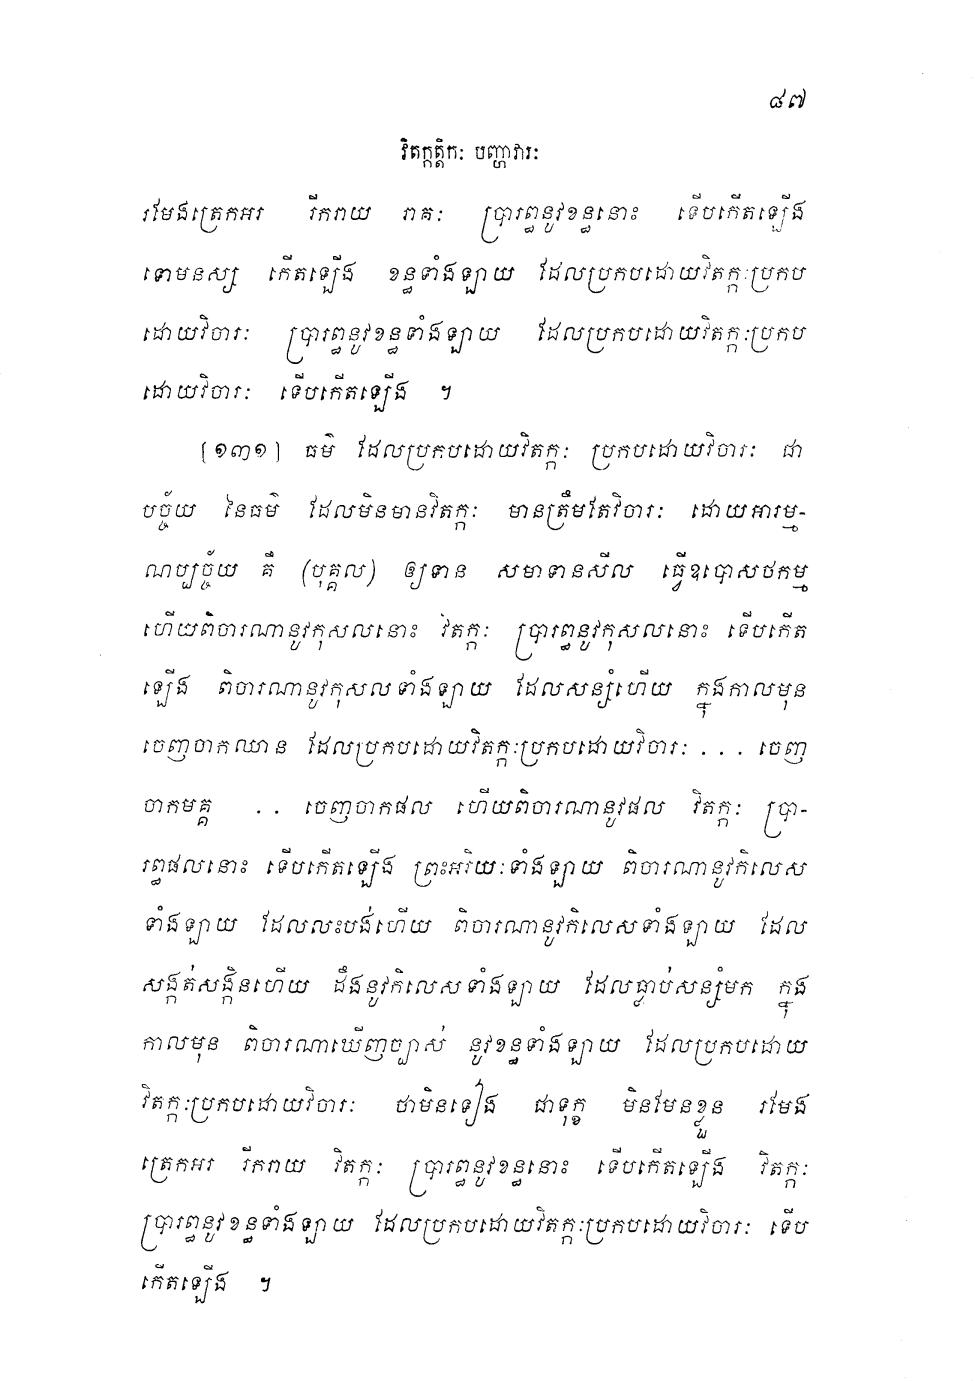 ៨៧
វិតក្កត្តិកៈ បញ្ហាវារៈ
រមែងត្រេកអរ រីករាយ រាគៈ ប្រារព្ធនូវខន្ធនោះ ទើបកើតឡើង
ទោមនស្ស កើតឡើង ខន្ធទាំងឡាយ ដែលប្រកបដោយវិតក្កៈប្រកប
ដោយវិចារៈ ប្រារព្ធនូវខន្ធទាំងឡាយ ដែលប្រកបដោយវិតក្កៈប្រកប
ដោយវិចារៈ ទើបកើតឡើង ។
[១៣១] ធម៌ ដែលប្រកបដោយវិតក្កៈ ប្រកបដោយវិចារៈ ជា
បច្ច័យ នៃធម៌ ដែលមិនមានវិតក្កៈ មានត្រឹមតែវិចារៈ ដោយអារម្ម-
ណប្បច្ច័យ គឺ (បុគ្គល) ឲ្យទាន សមាទានសីល ធ្វើឧបោសថកម្ម
ហើយពិចារណានូវកុសលនោះ វិតក្កៈ ប្រារព្ធនូវកុសលនោះ ទើបកើត
ឡើង ពិចារណានូវកុសលទាំងឡាយ ដែលសន្សំហើយ ក្នុងកាលមុន
ចេញចាកឈាន ដែលប្រកបដោយវិតក្កៈប្រកបដោយវិចារៈ . . . ចេញ
ចាកមគ្គ . . ចេញចាកផល ហើយពិចារណានូវផល វិតក្កៈ ប្រា-
រព្ធផលនោះ ទើបកើតឡើង ព្រះអរិយៈទាំងឡាយ ពិចារណានូវកិលេស
ទាំងឡាយ ដែលលះបង់ហើយ ពិចារណានូវកិលេសទាំងឡាយ ដែល
សង្កត់សង្កិនហើយ ដឹងនូវកិលេសទាំងឡាយ ដែលធ្លាប់សន្សំមក ក្នុង
កាលមុន ពិចារណាឃើញច្បាស់ នូវខន្ធទាំងឡាយ ដែលប្រកបដោយ
វិតក្កៈប្រកបដោយវិចារៈ ថាមិនទៀង ជាទុក្ខ មិនមែនខ្លួន រមែង
ត្រេកអរ រីករាយ វិតក្កៈ ប្រារព្ធនូវខន្ធនោះ ទើបកើតឡើង វិតក្កៈ
ប្រារព្ធនូវខន្ធទាំងឡាយ ដែលប្រកបដោយវិតក្កៈប្រកបដោយវិចារៈ ទើប
កើតឡើង ។